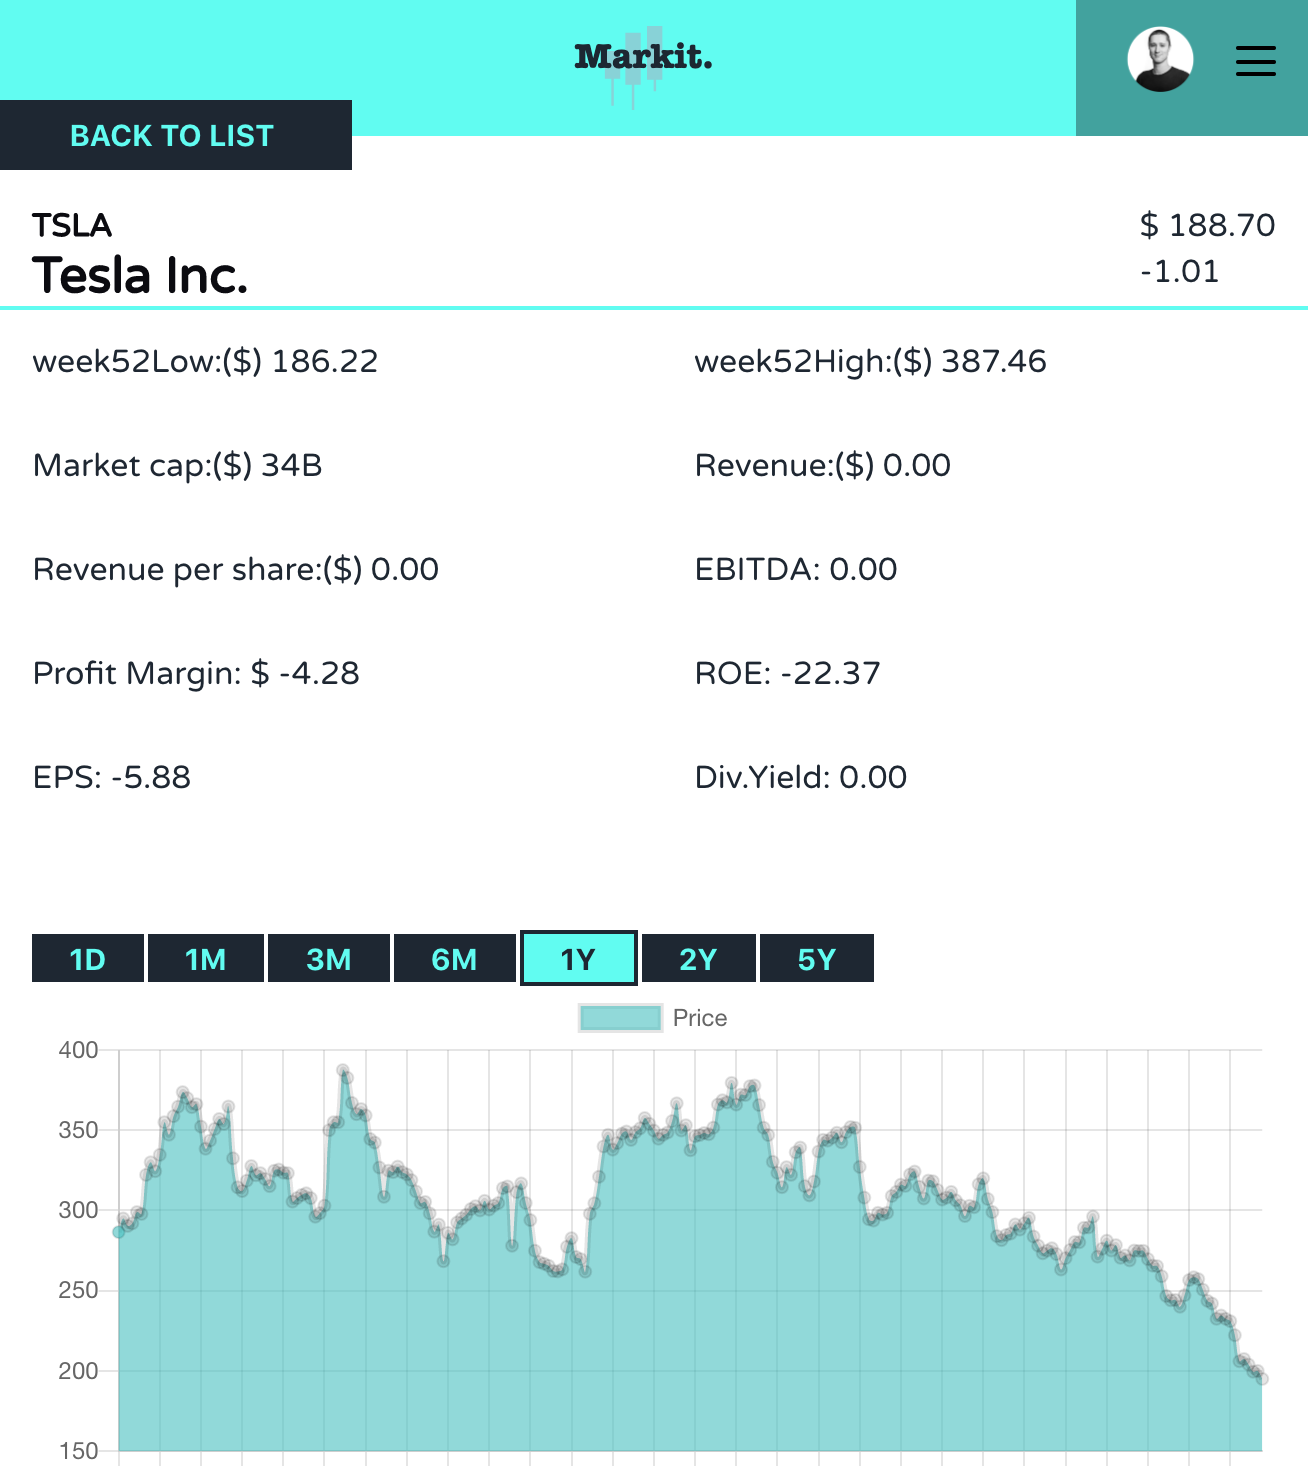 Markit.
BACK TO LIST
TSLA
$ 188.70
Tesla Inc.
-1.01
week52Low:($) 186.22
week52High:($) 387.46
Market cap:($) 34B
Revenue:($) 0.00
Revenue per share:($) 0.00
EBITDA: 0.00
Profit Margin: $ -4.28
ROE: -22.37
EPS: -5.88
Div.Yield: 0.00
1D 1M 3M 6M 1Y 2Y 5Y
Price
400
350
300
250
200
150